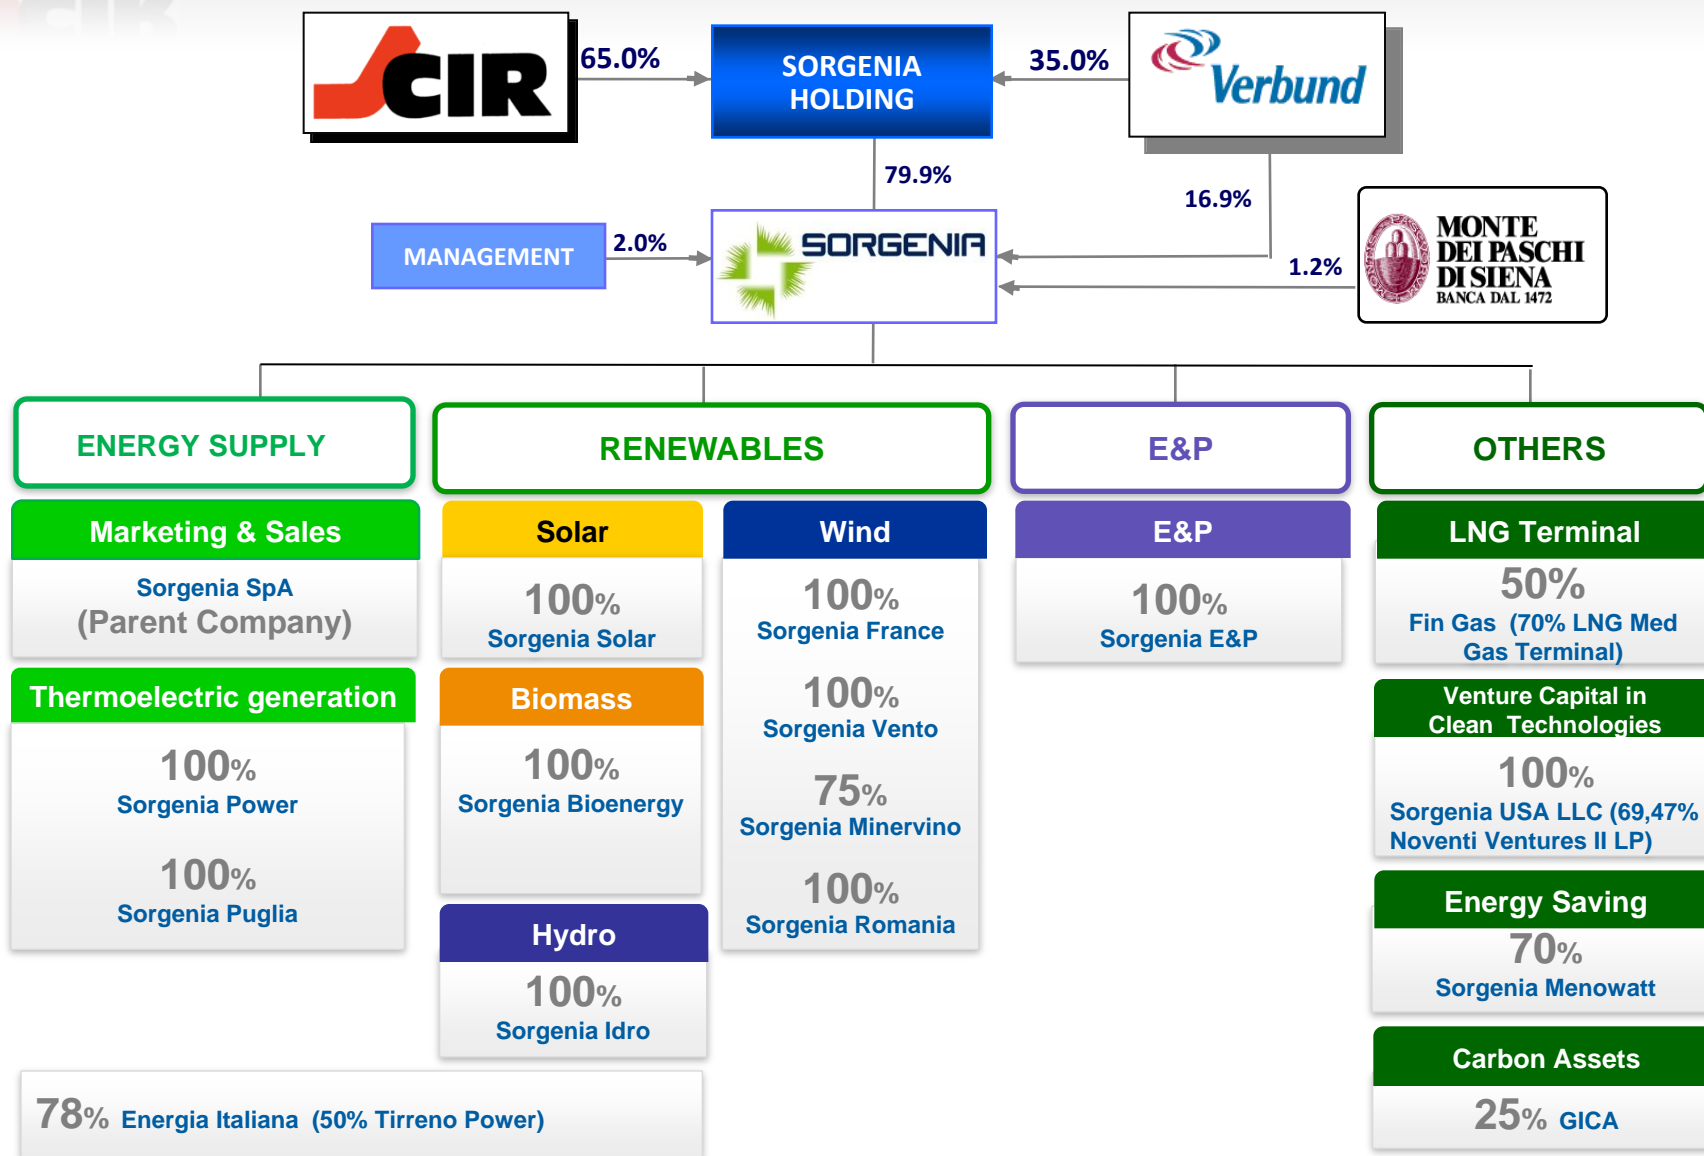 CIR
CIR
65.0%
SORGENIA
HOLDING
35.0%
Verbund
79.9%
16.9%
MANAGEMENT
2.0%
SORGENIA
1.2%
MONTE
DEI PASCHI
DI SIENA
BANCA DAL 1472
ENERGY SUPPLY
RENEWABLES
E&P
OTHERS
Marketing & Sales
Sorgenia SpA
(Parent Company)
Thermoelectric generation
100%
Sorgenia Power
100%
Sorgenia Puglia
Solar
100%
Sorgenia Solar
Biomass
100%
Sorgenia Bioenergy
Hydro
100%
Sorgenia Idro
Wind
100%
Sorgenia France
100%
Sorgenia Vento
75%
Sorgenia Minervino
100%
Sorgenia Romania
E&P
100%
Sorgenia E&P
LNG Terminal
50%
Fin Gas (70% LNG Med
Gas Terminal)
Venture Capital in
Clean Technologies
100%
Sorgenia USA LLC (69,47%
Noventi Ventures II LP)
Energy Saving
70%
Sorgenia Menowatt
Carbon Assets
25% GICA
78% Energia Italiana (50% Tirreno Power)